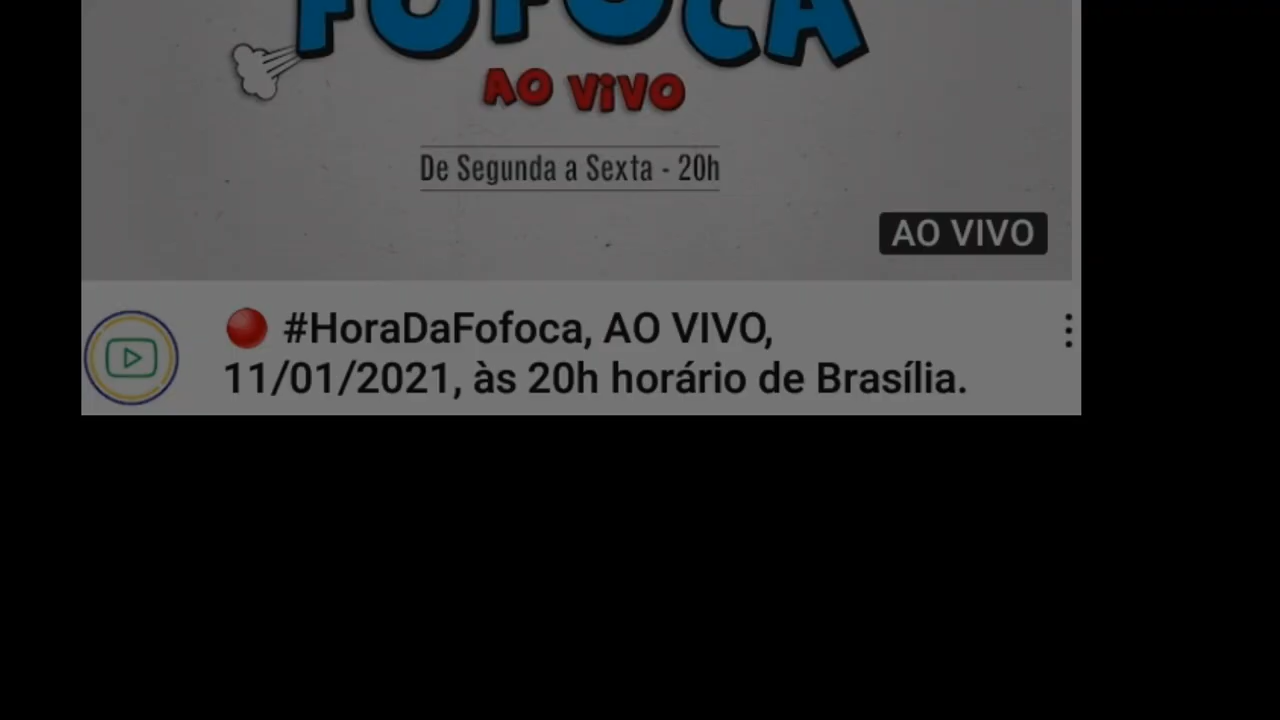 FOFOCA
AO ViVO
De Segunda a Sexta - 20h
AO VIVO
#HoraDaFofoca, AO VIVO,
11/01/2021, às 20h horário de Brasília.